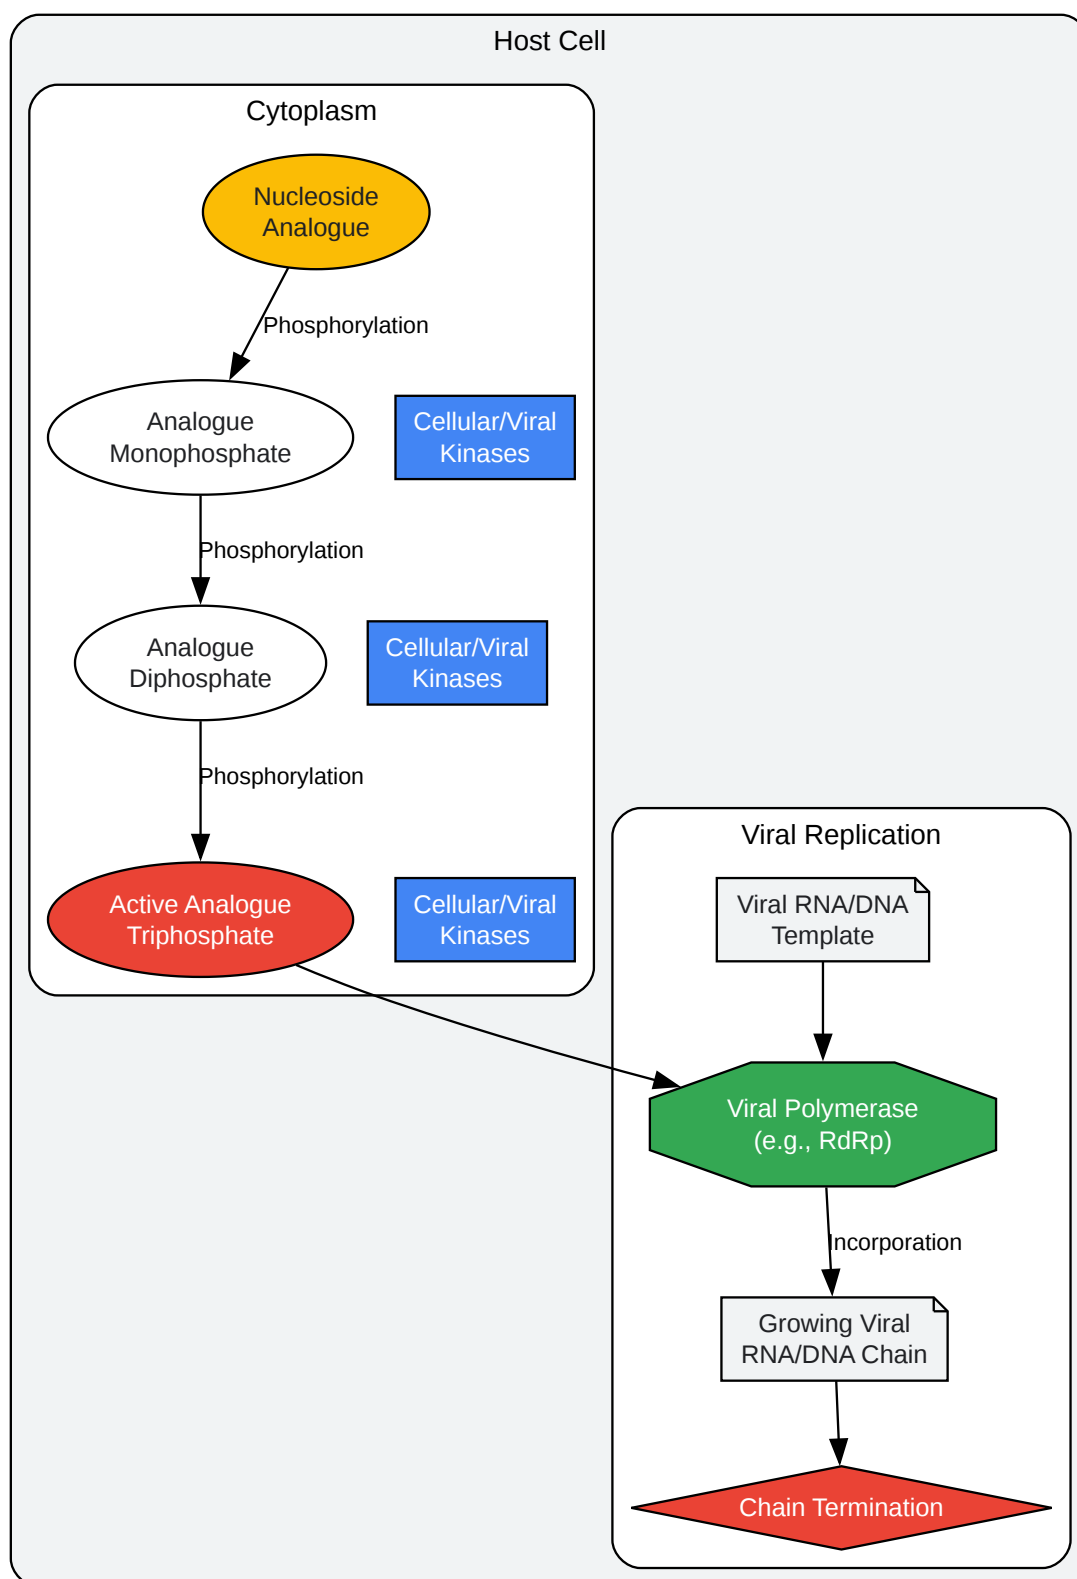 Host Cell
Cytoplasm
Nucleoside
Analogue
Phosphorylation
Analogue
Monophosphate
Cellular/Viral
Kinases
Phosphorylation
Analogue
Diphosphate
Cellular/Viral
Kinases
Phosphorylation
Active Analogue
Triphosphate
Cellular/Viral
Kinases
Viral Replication
Viral RNA/DNA
Template
Viral Polymerase
(e.g., RdRp)
Incorporation
Growing Viral
RNA/DNA Chain
Chain Termination